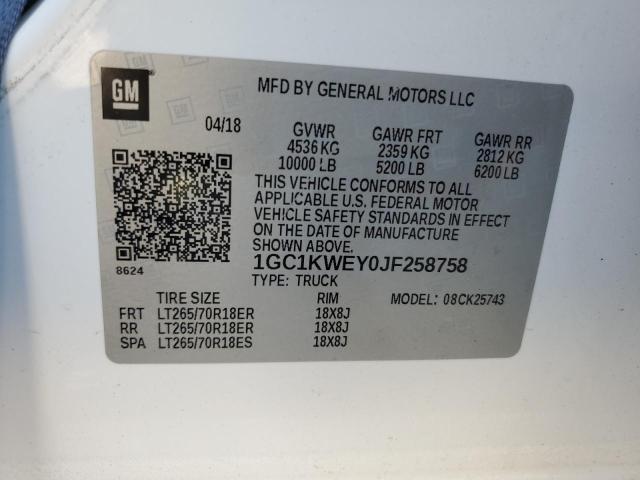 GM
MFD BY GENERAL MOTORS LLC
04/18
GVWR GAWR FRT GAWR RR
4536 KG 2359 KG 2812 KG
10000 LB 5200 LB 6200 LB
THIS VEHICLE CONFORMS TO ALL
APPLICABLE U.S. FEDERAL MOTOR
VEHICLE SAFETY STANDARDS IN EFFECT
ON THE DATE OF MANUFACTURE
SHOWN ABOVE.
8624
1GC1KWEY0JF258758
TYPE: TRUCK
TIRE SIZE RIM MODEL: 08CK25743
FRT LT265/70R18ER 18X8J
RR LT265/70R18ER 18X8J
SPA LT265/70R18ES 18X8J